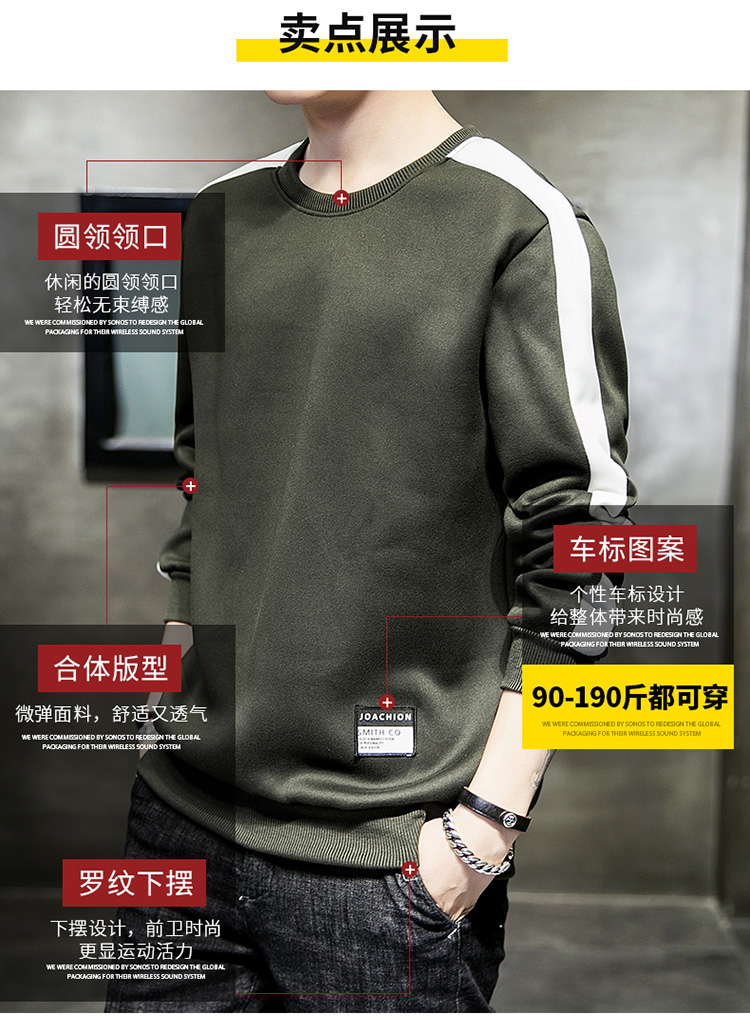 卖点展示
圆领领口
休闲的圆领领口
轻松无束缚感
WE WERE COMMISSIONED BY SONOS TO REDESIGN THE GLOBAL
PACKAGING FOR THEIR WIRELESS SOUND SYSTEM
车标图案
个性车标设计
给整体带来时尚感
WE WERE COMMISSIONED BY SONOS TO REDESIGN THE GLOBAL
PACKAGING FOR THEIR WIRELESS SOUND SYSTEM
90-190斤都可穿
WE WERE COMMISSIONED BY SONOS TO REDESIGN THE GLOBAL
PACKAGING FOR THEIR WIRELESS SOUND SYSTEM
合体版型
微弹面料，舒适又透气
WE WERE COMMISSIONED BY SONOS TO REDESIGN THE GLOBAL
PACKAGING FOR THEIR WIRELESS SOUND SYSTEM
JOACHION
SMITH CO
罗纹下摆
下摆设计，前卫时尚
更显运动活力
WE WERE COMMISSIONED BY SONOS TO REDESIGN THE GLOBAL
PACKAGING FOR THEIR WIRELESS SOUND SYSTEM